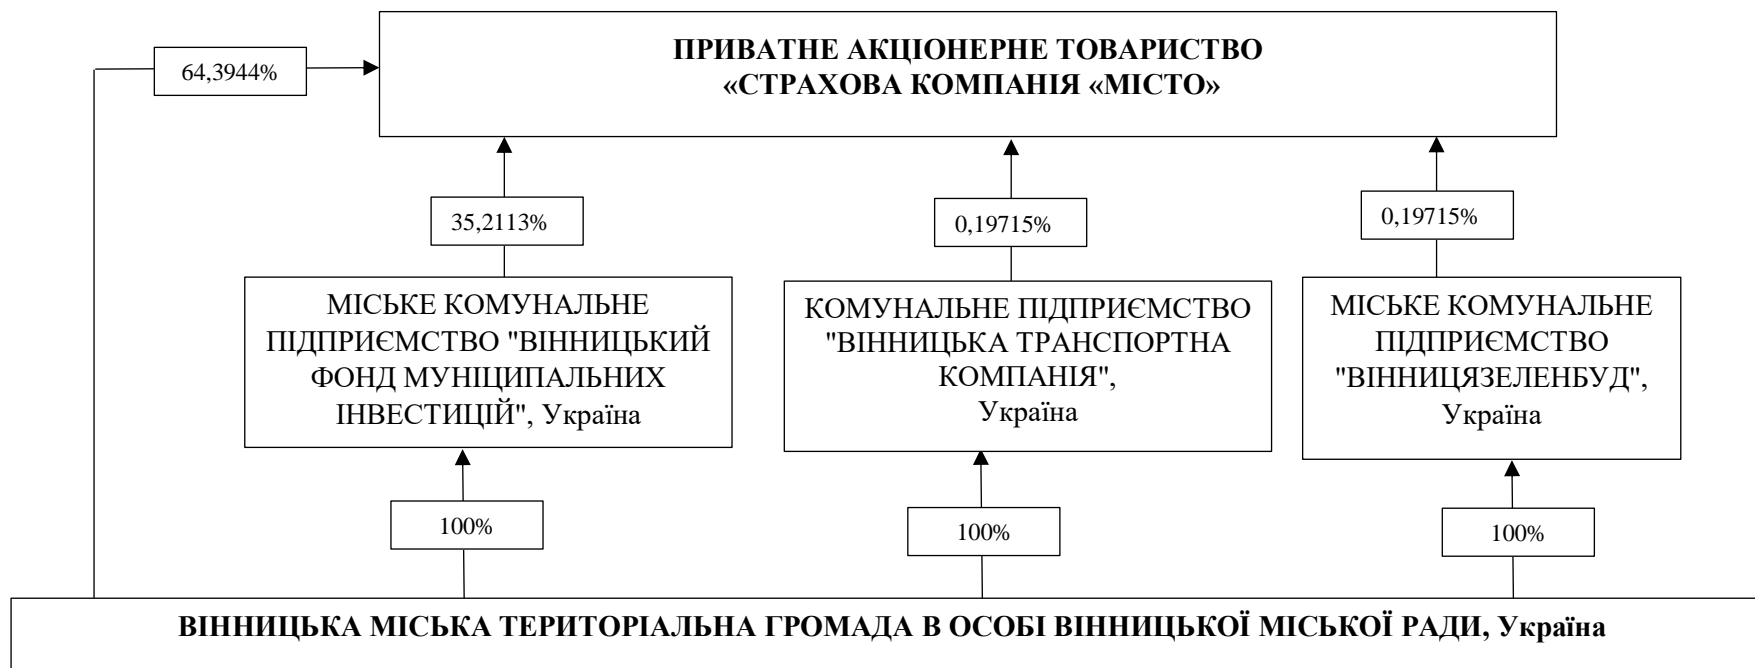 ПРИВАТНЕ АКЦІОНЕРНЕ ТОВАРИСТВО
«СТРАХОВА КОМПАНІЯ «МІСТО»
64,3944%
35,2113%
0,19715%
0,19715%
МІСЬКЕ КОМУНАЛЬНЕ
ПІДПРИЄМСТВО "ВІННИЦЬКИЙ
ФОНД МУНІЦИПАЛЬНИХ
ІНВЕСТИЦІЙ", Україна
КОМУНАЛЬНЕ ПІДПРИЄМСТВО
"ВІННИЦЬКА ТРАНСПОРТНА
КОМПАНІЯ",
Україна
МІСЬКЕ КОМУНАЛЬНЕ
ПІДПРИЄМСТВО
"ВІННИЦЯЗЕЛЕНБУД",
Україна
100%
100%
100%
ВІННИЦЬКА МІСЬКА ТЕРИТОРІАЛЬНА ГРОМАДА В ОСОБІ ВІННИЦЬКОЇ МІСЬКОЇ РАДИ, Україна